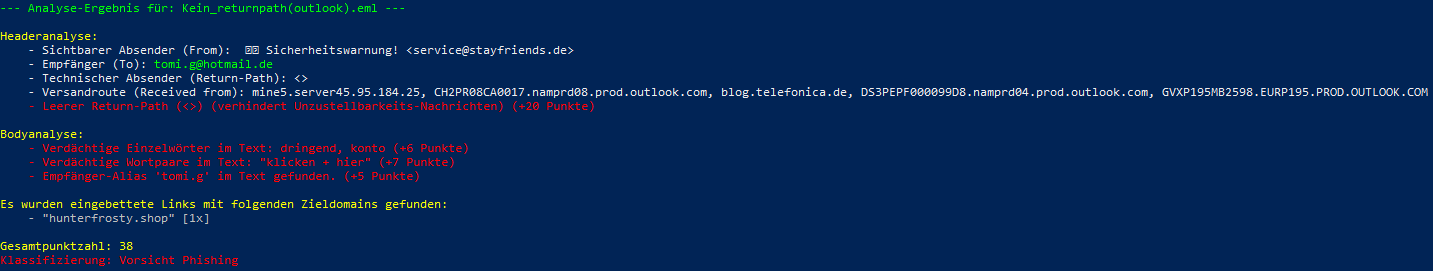 --- Analyse-Ergebnis für: Kein_returnpath(outlook).eml ---
Headeranalyse:
- Sichtbarer Absender (From): Sicherheitswarnung! <service@stayfriends.de>
- Empfänger (To): tomi.g@hotmail.de
- Technischer Absender (Return-Path): <>
- Versandroute (Received from): mine5.server45.95.184.25, CH2PR08CA0017.namprd08.prod.outlook.com, blog.telefonica.de, DS3PEPF000099D8.namprd04.prod.outlook.com, GVXP195MB2598.EURP195.PROD.OUTLOOK.COM
- Leerer Return-Path (<>) (verhindert Unzustellbarkeits-Nachrichten) (+20 Punkte)
Bodyanalyse:
- Verdächtige Einzelwörter im Text: dringend, konto (+6 Punkte)
- Verdächtige Wortpaare im Text: "klicken + hier" (+7 Punkte)
- Empfänger-Alias 'tomi.g' im Text gefunden. (+5 Punkte)
Es wurden eingebettete Links mit folgenden Zieldomains gefunden:
- "hunterfrosty.shop" [1x]
Gesamtpunktzahl: 38
Klassifizierung: Vorsicht Phishing